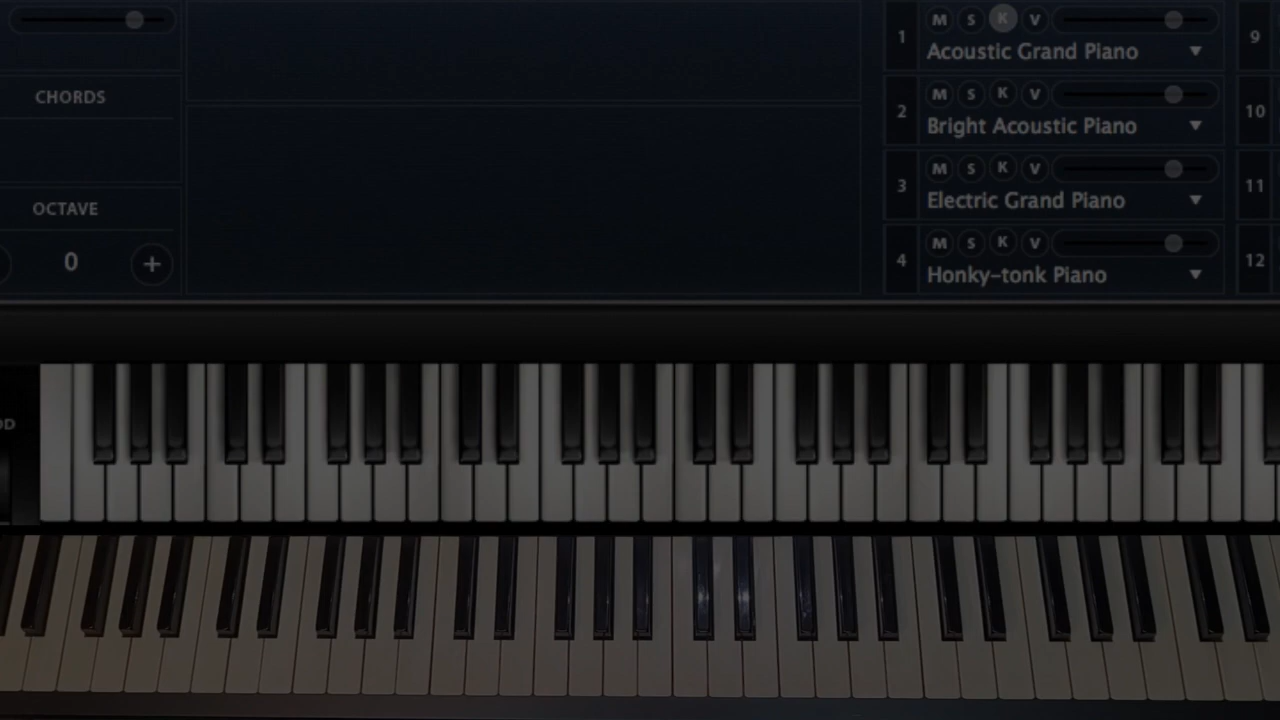 1
M S K V
Acoustic Grand Piano
9
CHORDS
2
M S K V
Bright Acoustic Piano
10
3
M S K V
Electric Grand Piano
11
OCTAVE
0 +
4
M S K V
Honky-tonk Piano
12